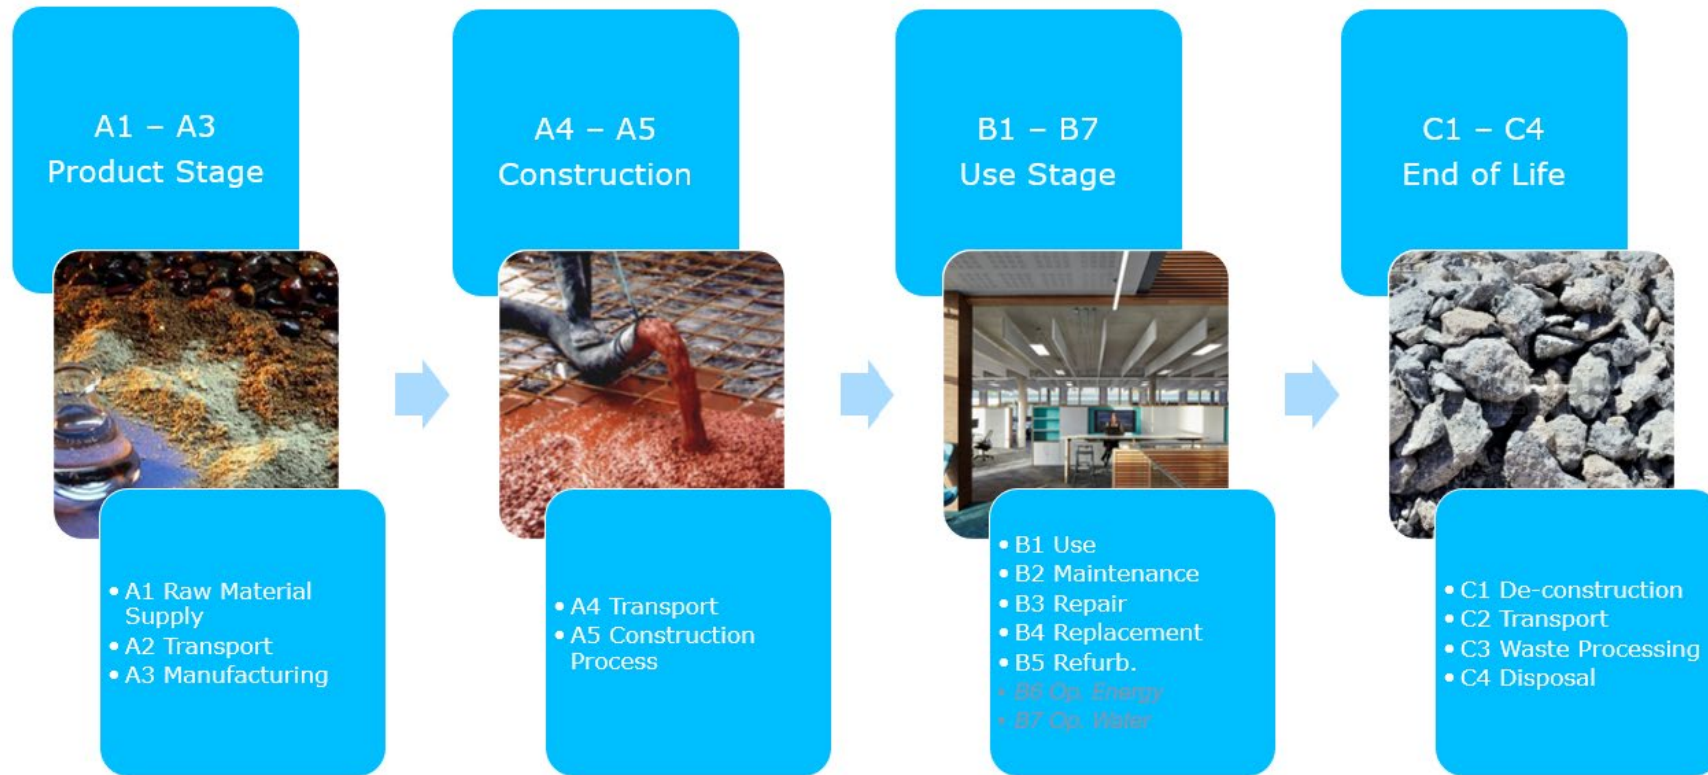 A1 – A3
Product Stage
A4 – A5
Construction
B1 – B7
Use Stage
C1 – C4
End of Life
• A1 Raw Material
Supply
• A2 Transport
• A3 Manufacturing
• A4 Transport
• A5 Construction
Process
• B1 Use
• B2 Maintenance
• B3 Repair
• B4 Replacement
• B5 Refurb.
• B6 Op. Energy
• B7 Op. Water
• C1 De-construction
• C2 Transport
• C3 Waste Processing
• C4 Disposal